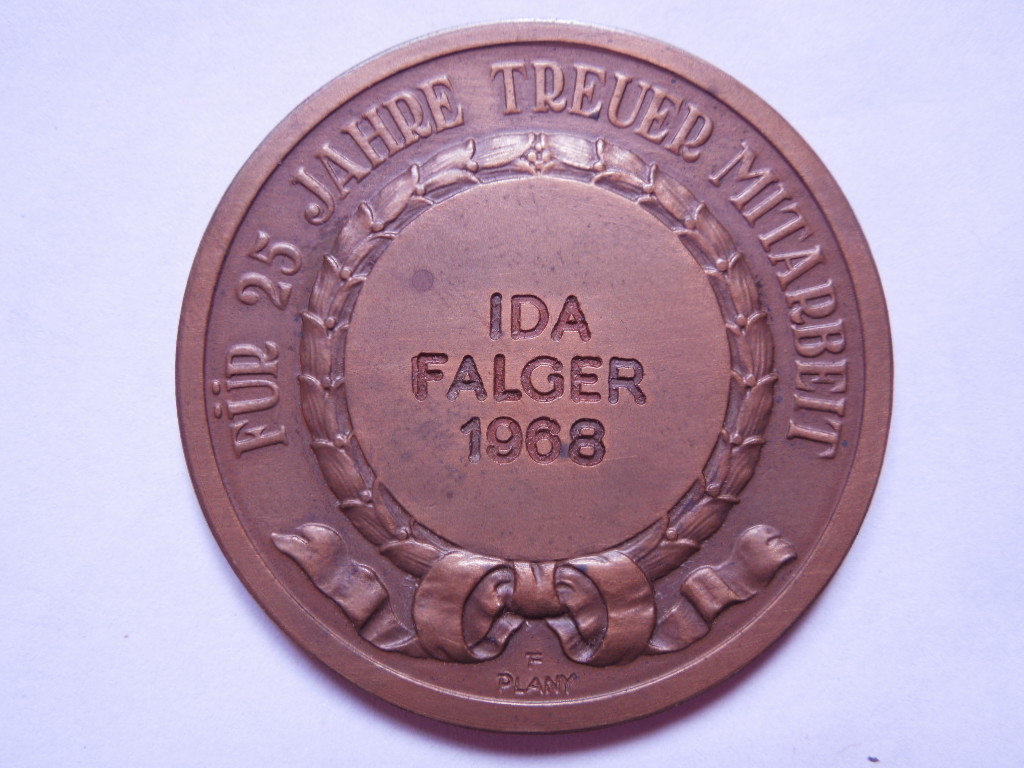 FÜR 25 JAHRE TREUER MITARBEIT
IDA
FALGER
1968
F
PLANY